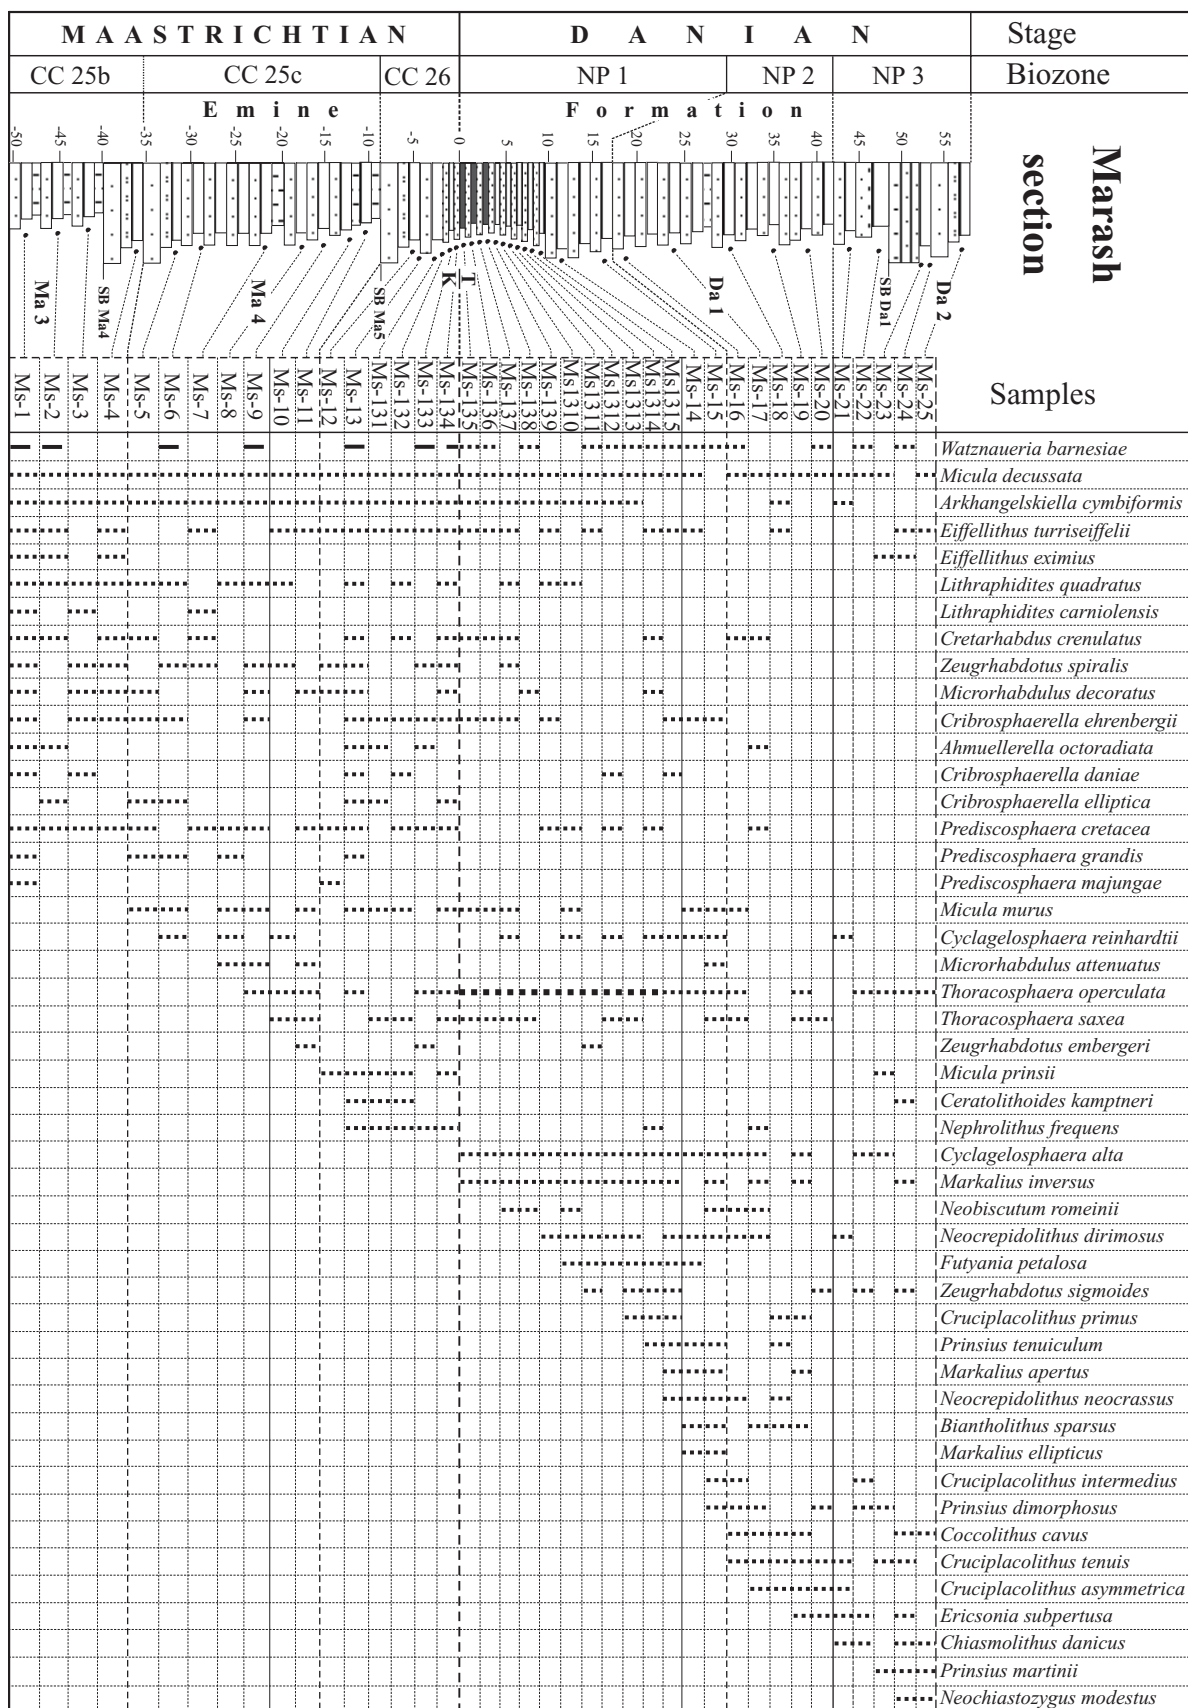 M A A S T R I C H T I A N
D A N I A N
Stage
CC 25b
CC 25c
CC 26
NP 1
NP 2
NP 3
Biozone
E m i n e
F o r m a t i o n
-50
-45
-40
-35
-30
-25
-20
-15
-10
-5
0
5
10
15
20
25
30
35
40
45
50
55
Marash
section
Ma 3
SB Ma4
Ma 4
SB Ma5
K
T
Da 1
SB Da1
Da 2
Ms-1
Ms-2
Ms-3
Ms-4
Ms-5
Ms-6
Ms-7
Ms-8
Ms-9
Ms-10
Ms-11
Ms-12
Ms-13
Ms-131
Ms-132
Ms-133
Ms-134
Ms-135
Ms-136
Ms-137
Ms-138
Ms-139
Ms1310
Ms1311
Ms1312
Ms1313
Ms1314
Ms1315
Ms-14
Ms-15
Ms-16
Ms-17
Ms-18
Ms-19
Ms-20
Ms-21
Ms-22
Ms-23
Ms-24
Ms-25
Samples
Watznaueria barnesiae
Micula decussata
Arkhangelskiella cymbiformis
Eiffellithus turriseiffelii
Eiffellithus eximius
Lithraphidites quadratus
Lithraphidites carniolensis
Cretarhabdus crenulatus
Zeugrhabdotus spiralis
Microrhabdulus decoratus
Cribrosphaerella ehrenbergii
Ahmuellerella octoradiata
Cribrosphaerella daniae
Cribrosphaerella elliptica
Prediscosphaera cretacea
Prediscosphaera grandis
Prediscosphaera majungae
Micula murus
Cyclagelosphaera reinhardtii
Microrhabdulus attenuatus
Thoracosphaera operculata
Thoracosphaera saxea
Zeugrhabdotus embergeri
Micula prinsii
Ceratolithoides kamptneri
Nephrolithus frequens
Cyclagelosphaera alta
Markalius inversus
Neobiscutum romeinii
Neocrepidolithus dirimosus
Futyania petalosa
Zeugrhabdotus sigmoides
Cruciplacolithus primus
Prinsius tenuiculum
Markalius apertus
Neocrepidolithus neocrassus
Biantholithus sparsus
Markalius ellipticus
Cruciplacolithus intermedius
Prinsius dimorphosus
Coccolithus cavus
Cruciplacolithus tenuis
Cruciplacolithus asymmetrica
Ericsonia subpertusa
Chiasmolithus danicus
Prinsius martinii
Neochiastozygus modestus